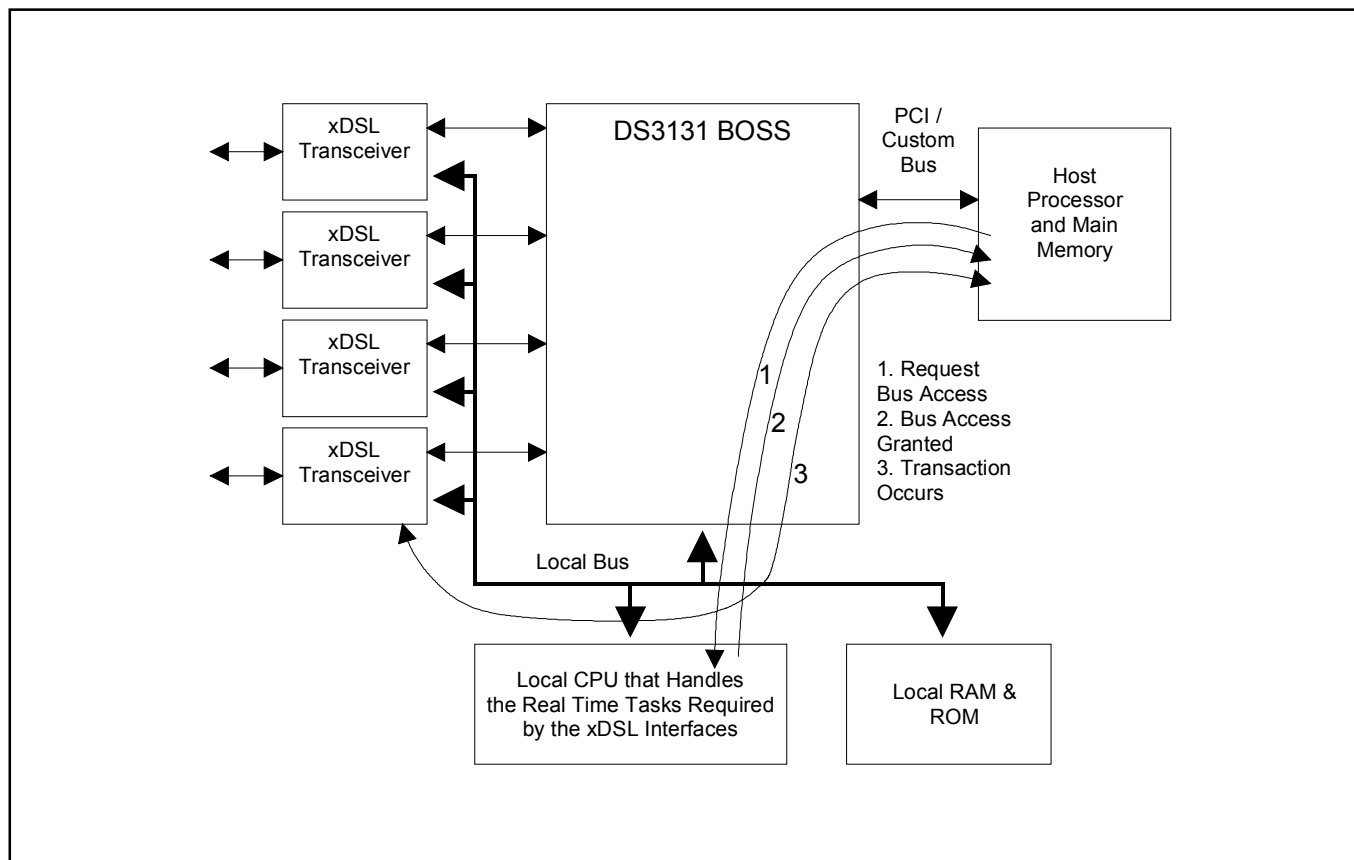 xDSL
Transceiver
xDSL
Transceiver
xDSL
Transceiver
xDSL
Transceiver
DS3131 BOSS
PCI /
Custom
Bus
Host
Processor
and Main
Memory
1
2
3
1. Request
Bus Access
2. Bus Access
Granted
3. Transaction
Occurs
Local Bus
Local CPU that Handles
the Real Time Tasks Required
by the xDSL Interfaces
Local RAM &
ROM